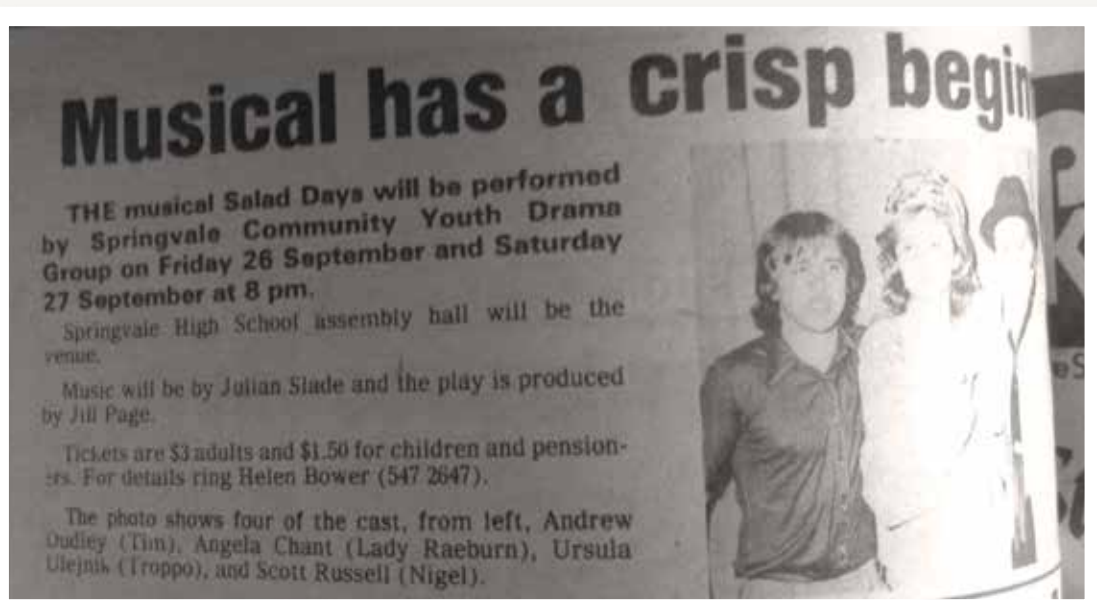 Musical has a crisp begin
THE musical Salad Days will be performed
by Springvale Community Youth Drama
Group on Friday 26 September and Saturday
27 September at 8 pm.
Springvale High School assembly hall will be the
venue.
Music will be by Julian Slade and the play is produced
by Jill Page.
Tickets are $3 adults and $1.50 for children and pension-
ers. For details ring Helen Bower (547 2647).
The photo shows four of the cast, from left, Andrew
Dudley (Tim), Angela Chant (Lady Raeburn), Ursula
Ulejnik (Troppo), and Scott Russell (Nigel).